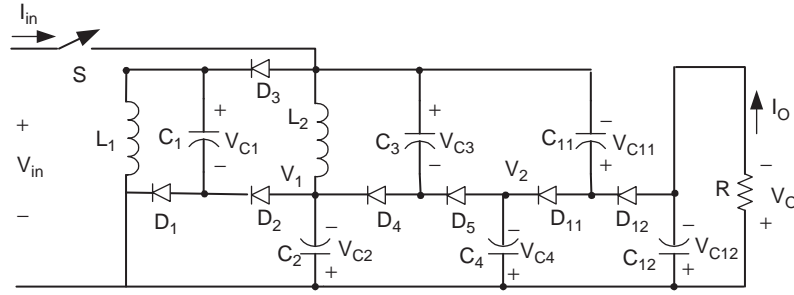 I_in
S
D_3
I_O
+
V_in
−
L_1
C_1
+
V_C1
−
L_2
C_3
+
V_C3
−
C_11
−
V_C11
+
V_1
V_2
D_1
D_2
D_4
D_5
D_11
D_12
C_2
−
V_C2
+
C_4
−
V_C4
+
C_12
−
V_C12
+
R
−
V_O
+